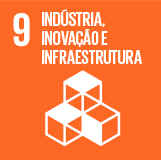 9 INDÚSTRIA,
INOVAÇÃO E
INFRAESTRUTURA